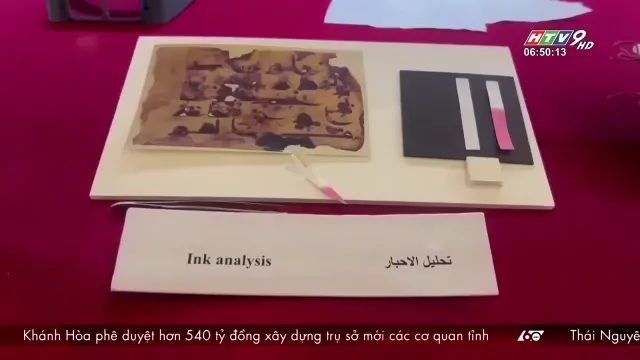 HTV9 HD
06:50:13
Ink analysis
تحليل الاحبار
Khánh Hòa phê duyệt hơn 540 tỷ đồng xây dựng trụ sở mới các cơ quan tỉnh
Thái Nguyê